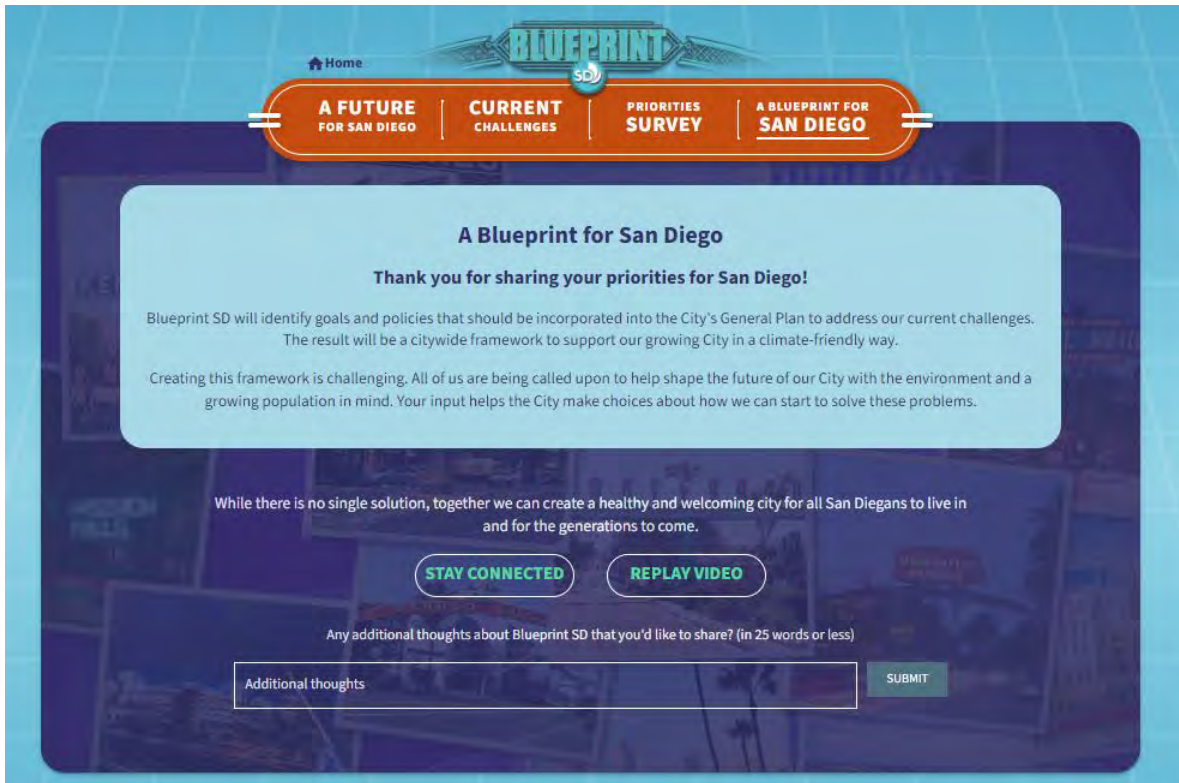 BLUEPRINT
SD
Home
A FUTURE
FOR SAN DIEGO
CURRENT
CHALLENGES
PRIORITIES
SURVEY
A BLUEPRINT FOR
SAN DIEGO
A Blueprint for San Diego
Thank you for sharing your priorities for San Diego!
Blueprint SD will identify goals and policies that should be incorporated into the City's General Plan to address our current challenges.
The result will be a citywide framework to support our growing City in a climate-friendly way.
Creating this framework is challenging. All of us are being called upon to help shape the future of our City with the environment and a
growing population in mind. Your input helps the City make choices about how we can start to solve these problems.
While there is no single solution, together we can create a healthy and welcoming city for all San Diegans to live in
and for the generations to come.
STAY CONNECTED
REPLAY VIDEO
Any additional thoughts about Blueprint SD that you'd like to share? (in 25 words or less)
Additional thoughts
SUBMIT